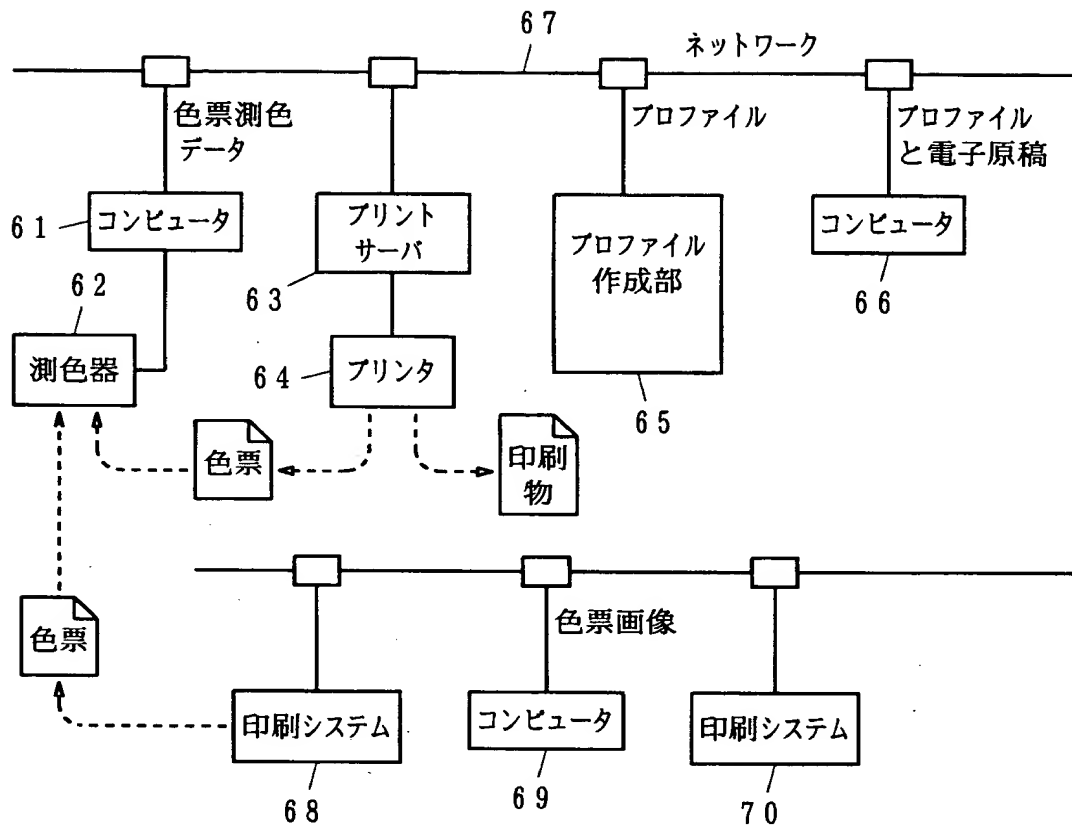 67
ネットワーク
色票測色
データ
プロファイル
プロファイル
と電子原稿
61
コンピュータ
プリント
サーバ
63
プロファイル
作成部
65
コンピュータ
66
62
測色器
64
プリンタ
色票
印刷
物
色票
色票画像
印刷システム
68
コンピュータ
69
印刷システム
70